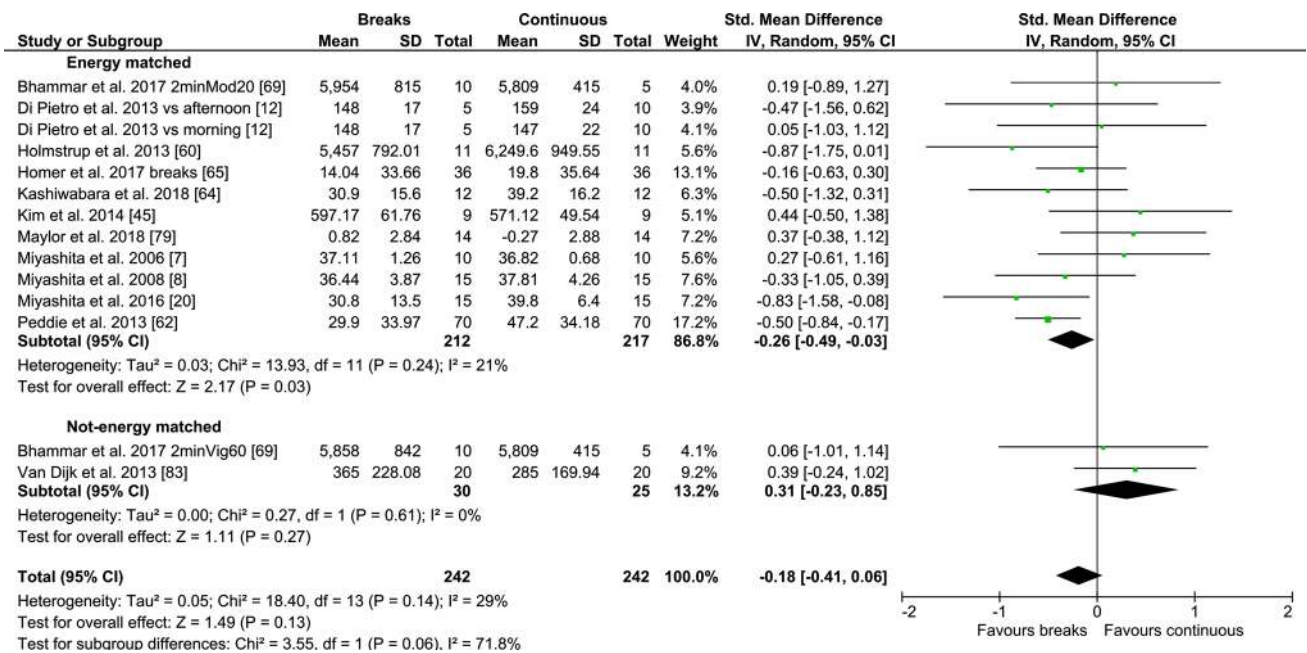 Breaks Continuous Std. Mean Difference Std. Mean Difference
Study or Subgroup Mean SD Total Mean SD Total Weight IV, Random, 95% CI IV, Random, 95% CI
Energy matched
Bhammar et al. 2017 2minMod20 [69] 5,954 815 10 5,809 415 5 4.0% 0.19 [-0.89, 1.27]
Di Pietro et al. 2013 vs afternoon [12] 148 17 5 159 24 10 3.9% -0.47 [-1.56, 0.62]
Di Pietro et al. 2013 vs morning [12] 148 17 5 147 22 10 4.1% 0.05 [-1.03, 1.12]
Holmstrup et al. 2013 [60] 5,457 792.01 11 6,249.6 949.55 11 5.6% -0.87 [-1.75, 0.01]
Homer et al. 2017 breaks [65] 14.04 33.66 36 19.8 35.64 36 13.1% -0.16 [-0.63, 0.30]
Kashiwabara et al. 2018 [64] 30.9 15.6 12 39.2 16.2 12 6.3% -0.50 [-1.32, 0.31]
Kim et al. 2014 [45] 597.17 61.76 9 571.12 49.54 9 5.1% 0.44 [-0.50, 1.38]
Maylor et al. 2018 [79] 0.82 2.84 14 -0.27 2.88 14 7.2% 0.37 [-0.38, 1.12]
Miyashita et al. 2006 [7] 37.11 1.26 10 36.82 0.68 10 5.6% 0.27 [-0.61, 1.16]
Miyashita et al. 2008 [8] 36.44 3.87 15 37.81 4.26 15 7.6% -0.33 [-1.05, 0.39]
Miyashita et al. 2016 [20] 30.8 13.5 15 39.8 6.4 15 7.2% -0.83 [-1.58, -0.08]
Peddie et al. 2013 [62] 29.9 33.97 70 47.2 34.18 70 17.2% -0.50 [-0.84, -0.17]
Subtotal (95% CI) 212 217 86.8% -0.26 [-0.49, -0.03]
Heterogeneity: Tau² = 0.03; Chi² = 13.93, df = 11 (P = 0.24); I² = 21%
Test for overall effect: Z = 2.17 (P = 0.03)
Not-energy matched
Bhammar et al. 2017 2minVig60 [69] 5,858 842 10 5,809 415 5 4.1% 0.06 [-1.01, 1.14]
Van Dijk et al. 2013 [83] 365 228.08 20 285 169.94 20 9.2% 0.39 [-0.24, 1.02]
Subtotal (95% CI) 30 25 13.2% 0.31 [-0.23, 0.85]
Heterogeneity: Tau² = 0.00; Chi² = 0.27, df = 1 (P = 0.61); I² = 0%
Test for overall effect: Z = 1.11 (P = 0.27)
Total (95% CI) 242 242 100.0% -0.18 [-0.41, 0.06]
Heterogeneity: Tau² = 0.05; Chi² = 18.40, df = 13 (P = 0.14); I² = 29%
Test for overall effect: Z = 1.49 (P = 0.13)
Test for subgroup differences: Chi² = 3.55, df = 1 (P = 0.06), I² = 71.8%
-2 -1 0 1 2
Favours breaks Favours continuous